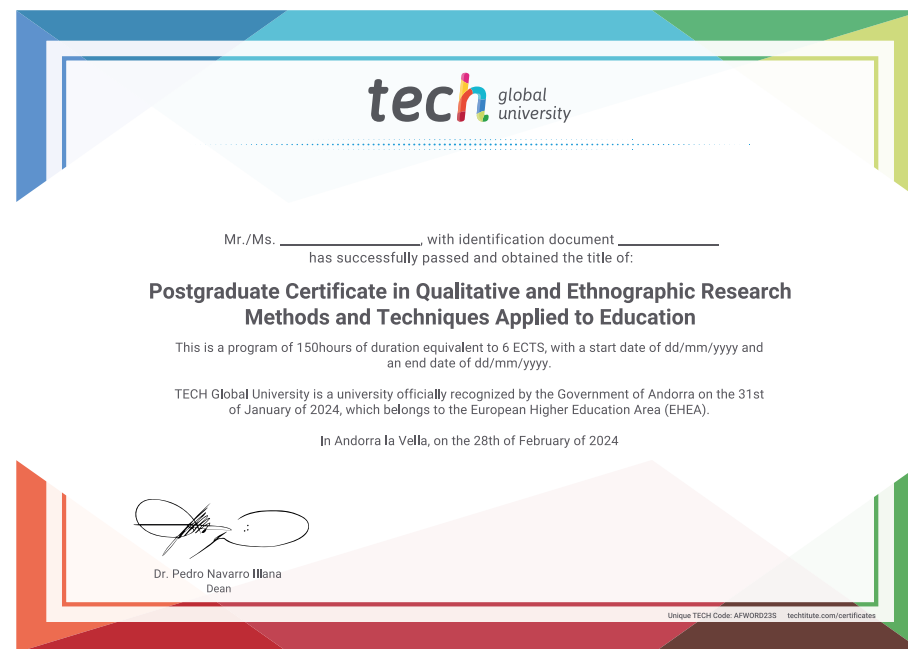 tech global
university
Mr./Ms. ____________, with identification document ____________
has successfully passed and obtained the title of:
Postgraduate Certificate in Qualitative and Ethnographic Research
Methods and Techniques Applied to Education
This is a program of 150hours of duration equivalent to 6 ECTS, with a start date of dd/mm/yyyy and
an end date of dd/mm/yyyy.
TECH Global University is a university officially recognized by the Government of Andorra on the 31st
of January of 2024, which belongs to the European Higher Education Area (EHEA).
In Andorra la Vella, on the 28th of February of 2024
Dr. Pedro Navarro Illana
Dean
Unique TECH Code: AFWORD23S techtitute.com/certificates